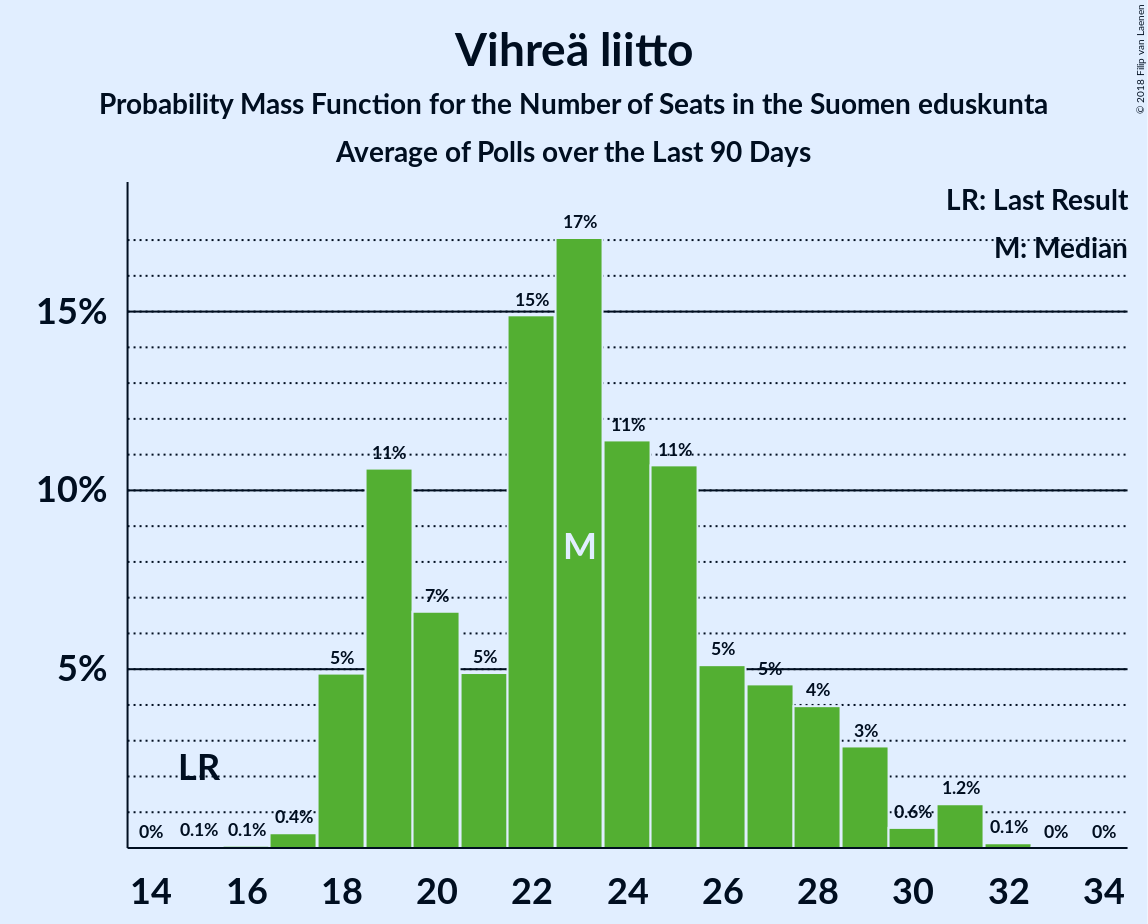 Vihreä liitto
Probability Mass Function for the Number of Seats in the Suomen eduskunta
Average of Polls over the Last 90 Days
© 2018 Filip van Laenen
LR: Last Result
M: Median
15%
10%
5%
0%
0.1%
0.1%
0.4%
5%
11%
7%
5%
15%
17%
11%
11%
5%
5%
4%
3%
0.6%
1.2%
0.1%
0%
0%
LR
M
14 16 18 20 22 24 26 28 30 32 34